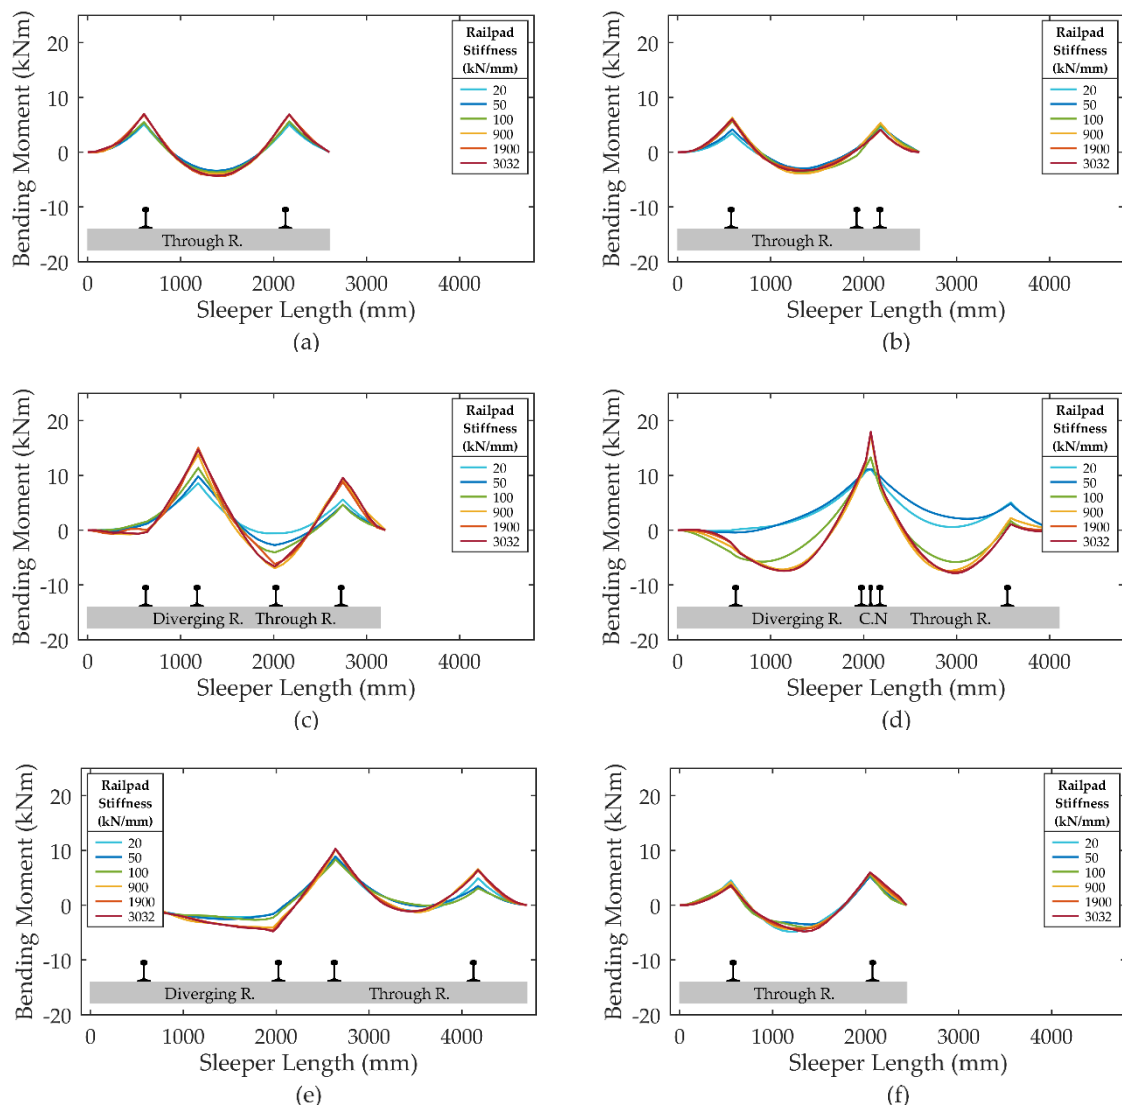 Bending Moment (kNm)
20
10
0
-10
-20
Railpad
Stiffness
(kN/mm)
20
50
100
900
1900
3032
Through R.
0 1000 2000 3000 4000
Sleeper Length (mm)
(a)
Bending Moment (kNm)
20
10
0
-10
-20
Railpad
Stiffness
(kN/mm)
20
50
100
900
1900
3032
Through R.
0 1000 2000 3000 4000
Sleeper Length (mm)
(b)
Bending Moment (kNm)
20
10
0
-10
-20
Railpad
Stiffness
(kN/mm)
20
50
100
900
1900
3032
Diverging R. Through R.
0 1000 2000 3000 4000
Sleeper Length (mm)
(c)
Bending Moment (kNm)
20
10
0
-10
-20
Railpad
Stiffness
(kN/mm)
20
50
100
900
1900
3032
Diverging R. C.N Through R.
0 1000 2000 3000 4000
Sleeper Length (mm)
(d)
Bending Moment (kNm)
20
10
0
-10
-20
Railpad
Stiffness
(kN/mm)
20
50
100
900
1900
3032
Diverging R. Through R.
0 1000 2000 3000 4000
Sleeper Length (mm)
(e)
Bending Moment (kNm)
20
10
0
-10
-20
Railpad
Stiffness
(kN/mm)
20
50
100
900
1900
3032
Through R.
0 1000 2000 3000 4000
Sleeper Length (mm)
(f)